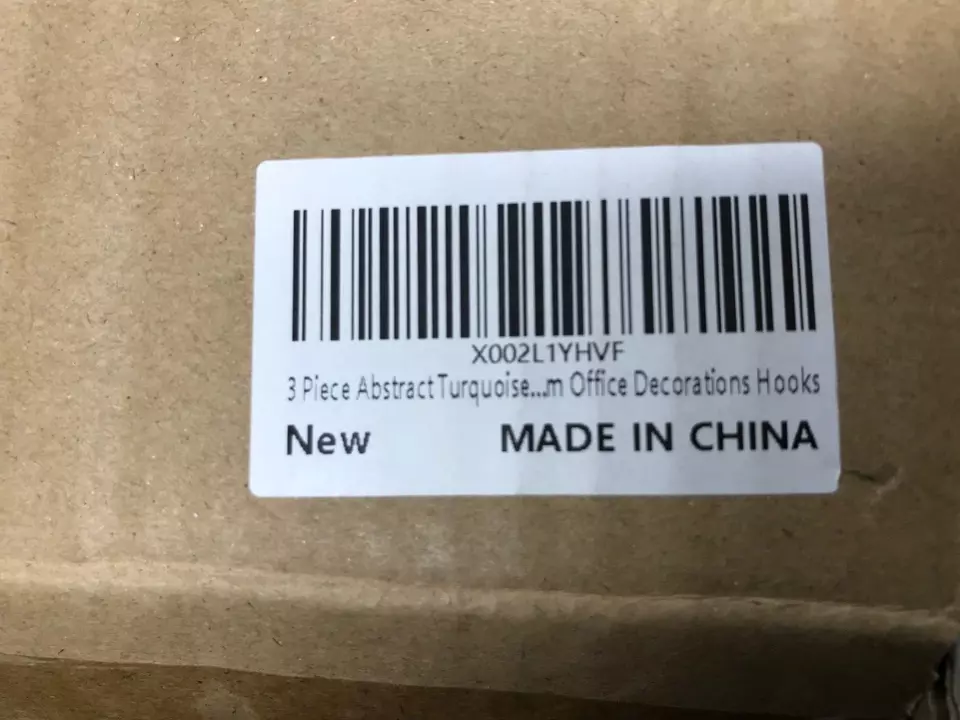 X002L1YHVF
3 Piece Abstract Turquoise...m Office Decorations Hooks
New MADE IN CHINA